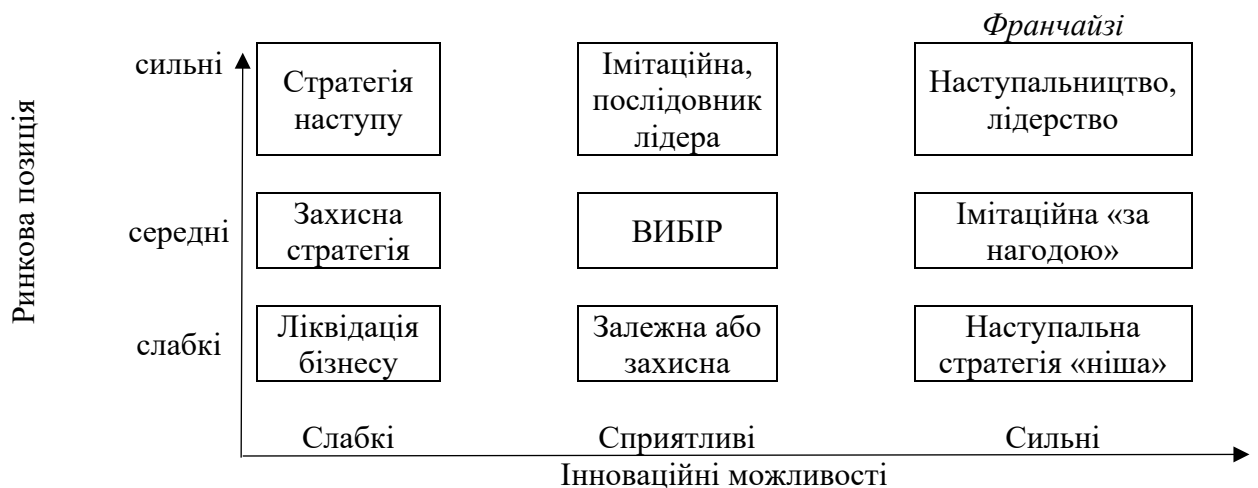 Франчайзі
Ринкова позиція
сильні
Стратегія
наступу
Імітаційна,
послідовник
лідера
Наступальництво,
лідерство
середні
Захисна
стратегія
ВИБІР
Імітаційна «за
нагодою»
слабкі
Ліквідація
бізнесу
Залежна або
захисна
Наступальна
стратегія «ніша»
Слабкі
Сприятливі
Сильні
Інноваційні можливості